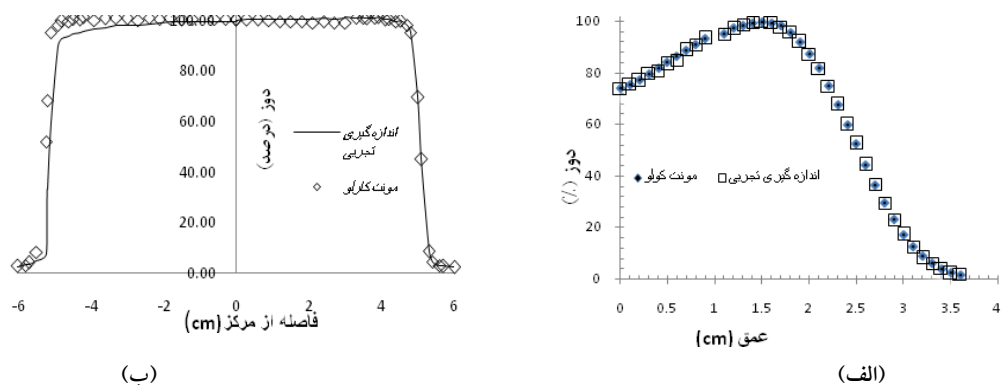 100.00
80.00
60.00
40.00
20.00
0.00
دوز (درصد)
اندازه گیری
تجربی
مونت کارلو
-6 -4 -2 0 2 4 6
فاصله از مرکز (cm)
(ب)
100
80
60
40
20
0
دوز (٪)
مونت کولو
اندازه گیری تجربی
0 0.5 1 1.5 2 2.5 3 3.5 4
عمق (cm)
(الف)